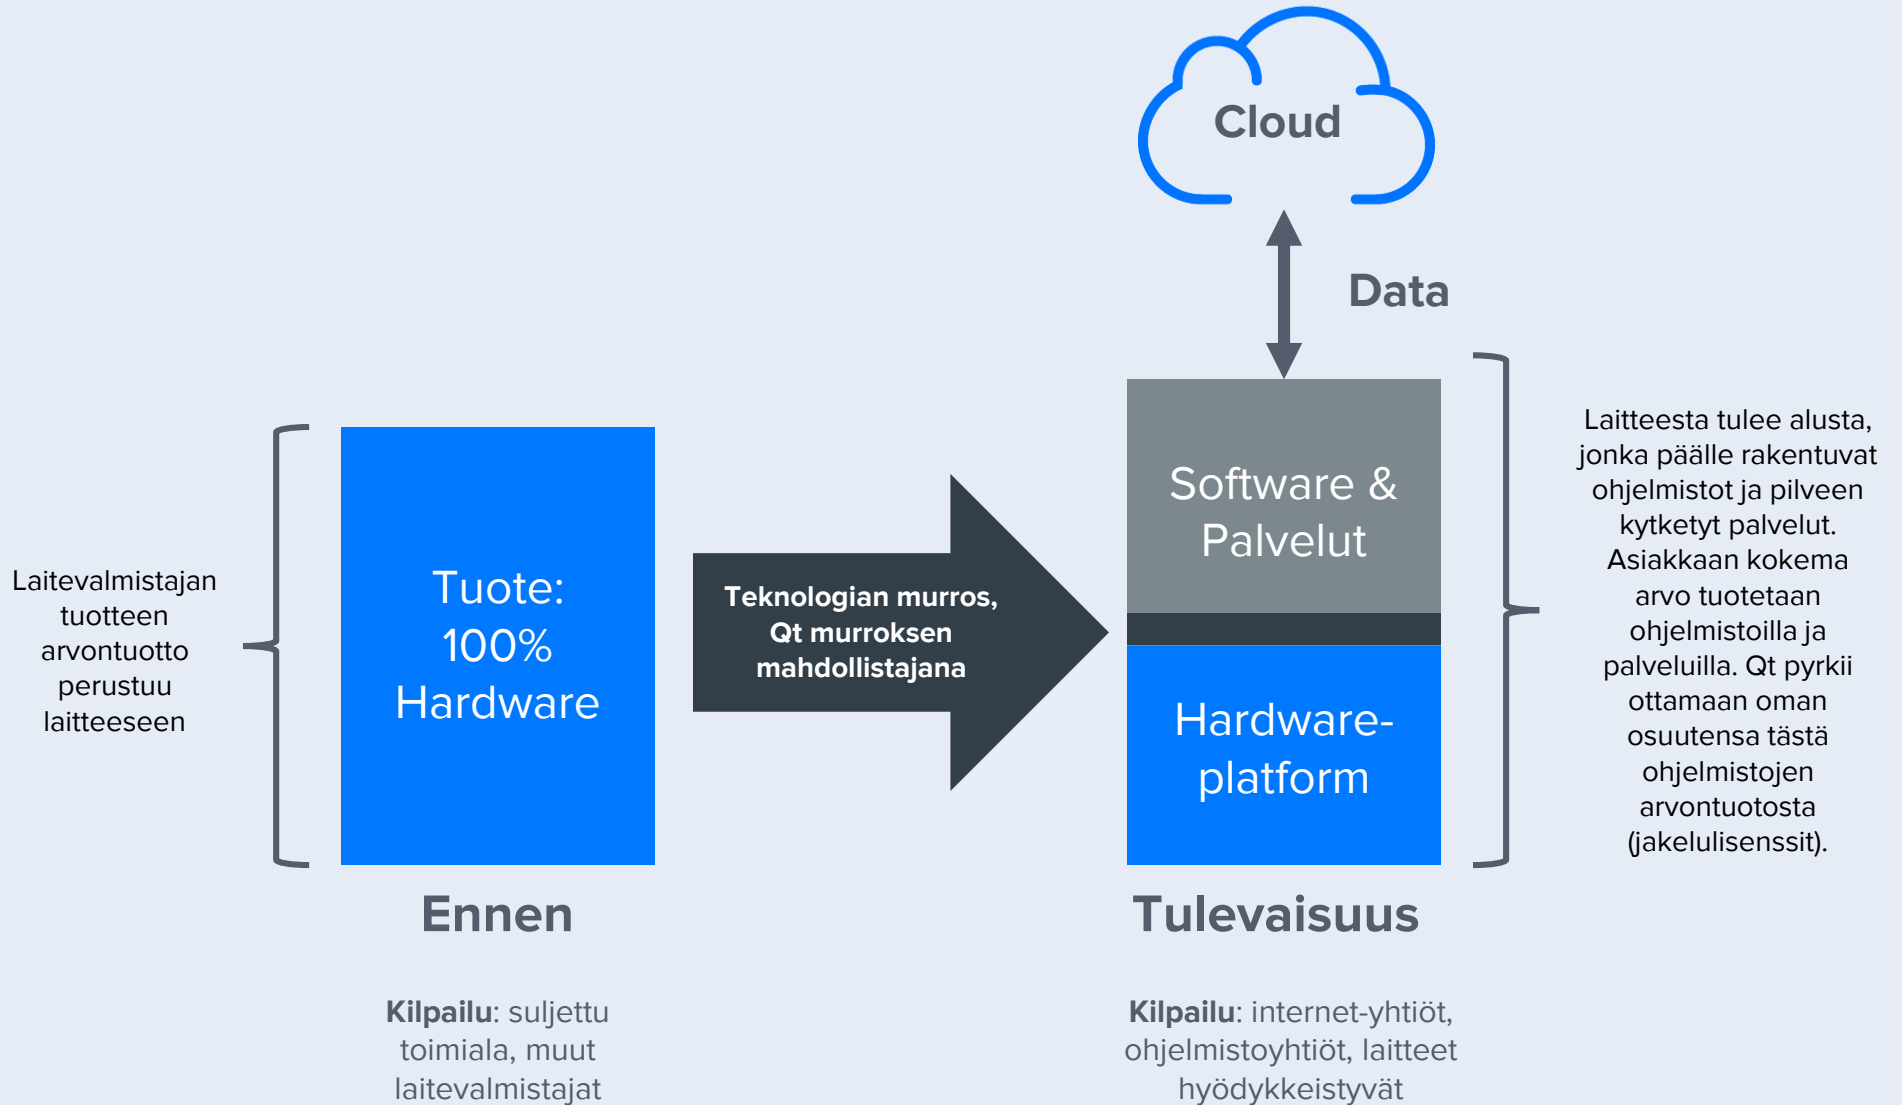 Cloud
Data
Laitevalmistajan
tuotteen
arvontuotto
perustuu
laitteeseen
Tuote:
100%
Hardware
Teknologian murros,
Qt murroksen
mahdollistajana
Software &
Palvelut
Hardware-
platform
Laitteesta tulee alusta,
jonka päälle rakentuvat
ohjelmistot ja pilveen
kytketyt palvelut.
Asiakkaan kokema
arvo tuotetaan
ohjelmistoilla ja
palveluilla. Qt pyrkii
ottamaan oman
osuutensa tästä
ohjelmistojen
arvontuotosta
(jakelulisenssit).
Ennen
Kilpailu: suljettu
toimiala, muut
laitevalmistajat
Tulevaisuus
Kilpailu: internet-yhtiöt,
ohjelmistoyhtiöt, laitteet
hyödykkeistyvät